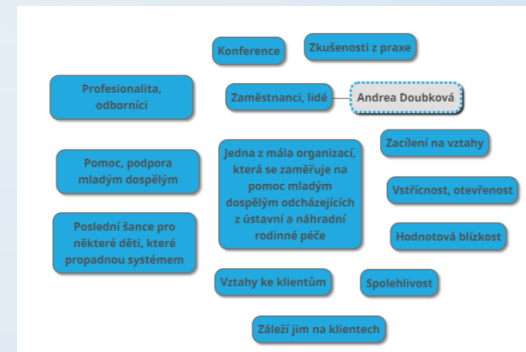 Konference
Zkušenosti z praxe
Profesionalita,
odborníci
Zaměstnanci, lidé
Andrea Doubková
Zacílení na vztahy
Pomoc, podpora
mladým dospělým
Jedna z mála organizací,
která se zaměřuje na
pomoc mladým
dospělým odcházejících
z ústavní a náhradní
rodinné péče
Vstřícnost, otevřenost
Poslední šance pro
některé děti, které
propadnou systémem
Hodnotová blízkost
Vztahy ke klientům
Spolehlivost
Záleží jim na klientech